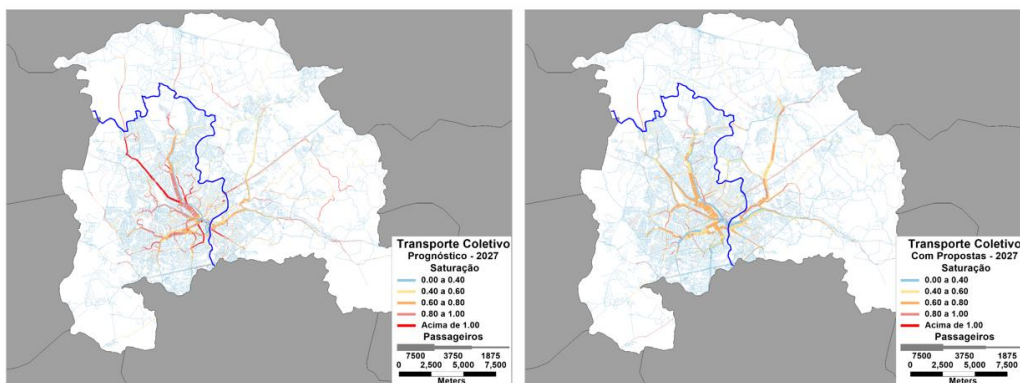 Transporte Coletivo
Prognóstico - 2027
Saturação
0.00 a 0.40
0.40 a 0.60
0.60 a 0.80
0.80 a 1.00
Acima de 1.00
Passageiros
7500 3750 1875
0 2,500 5,000 7,500
Meters
Transporte Coletivo
Com Propostas - 2027
Saturação
0.00 a 0.40
0.40 a 0.60
0.60 a 0.80
0.80 a 1.00
Acima de 1.00
Passageiros
7500 3750 1875
0 2,500 5,000 7,500
Meters